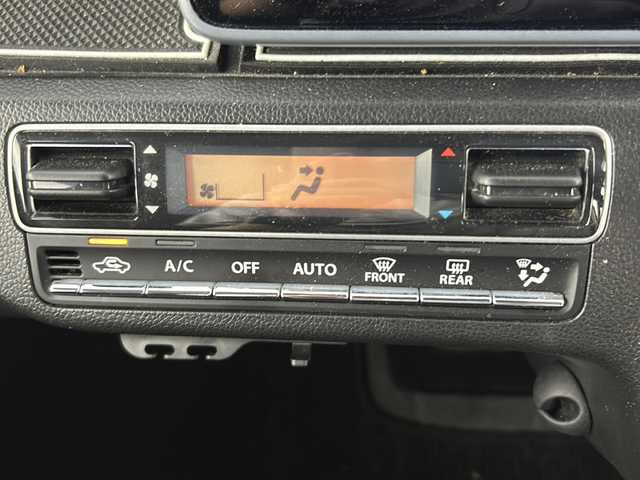 A/C OFF AUTO FRONT REAR